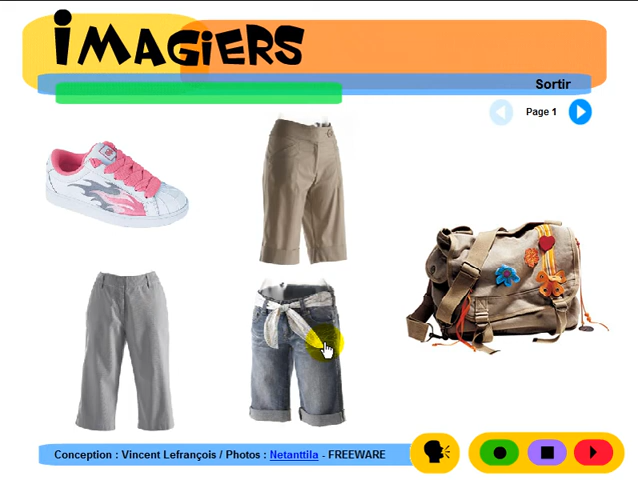 iMAGiERS
Sortir
Page 1
Conception : Vincent Lefrançois / Photos : Netanttila - FREEWARE